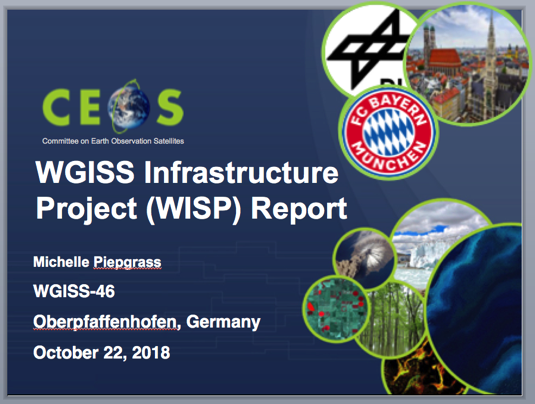 CEOS
Committee on Earth Observation Satellites
FC BAYERN
MÜNCHEN
WGISS Infrastructure
Project (WISP) Report
Michelle Piepgrass
WGISS-46
Oberpfaffenhofen, Germany
October 22, 2018